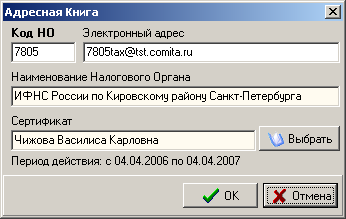 Адресная Книга
Код НО Электронный адрес
7805 7805tax@tst.comita.ru
Наименование Налогового Органа
ИФНС России по Кировскому району Санкт-Петербурга
Сертификат
Чижова Василиса Карловна Выбрать
Период действия: с 04.04.2006 по 04.04.2007
OK Отмена